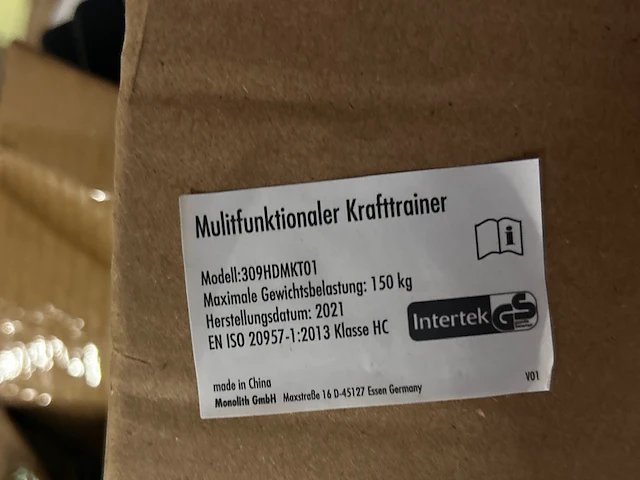 Mulitfunktionaler Krafttrainer
i
Modell:309HDMKT01
Maximale Gewichtsbelastung: 150 kg
Herstellungsdatum: 2021
EN ISO 20957-1:2013 Klasse HC
Intertek GS
made in China
Monolith GmbH Maxstraße 16 D-45127 Essen Germany
V01